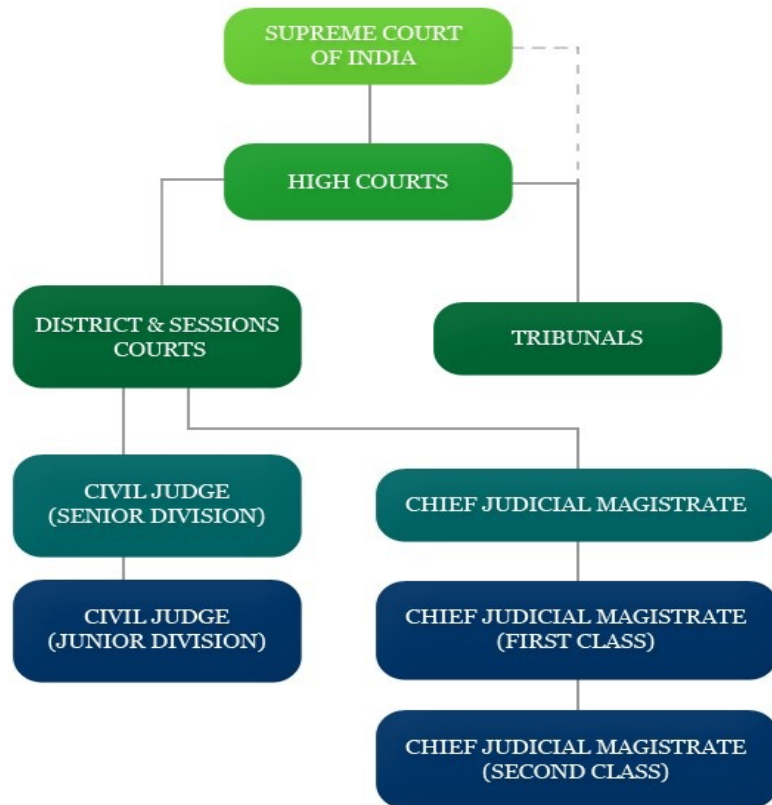 SUPREME COURT
OF INDIA
HIGH COURTS
DISTRICT & SESSIONS
COURTS
TRIBUNALS
CIVIL JUDGE
(SENIOR DIVISION)
CHIEF JUDICIAL MAGISTRATE
CIVIL JUDGE
(JUNIOR DIVISION)
CHIEF JUDICIAL MAGISTRATE
(FIRST CLASS)
CHIEF JUDICIAL MAGISTRATE
(SECOND CLASS)